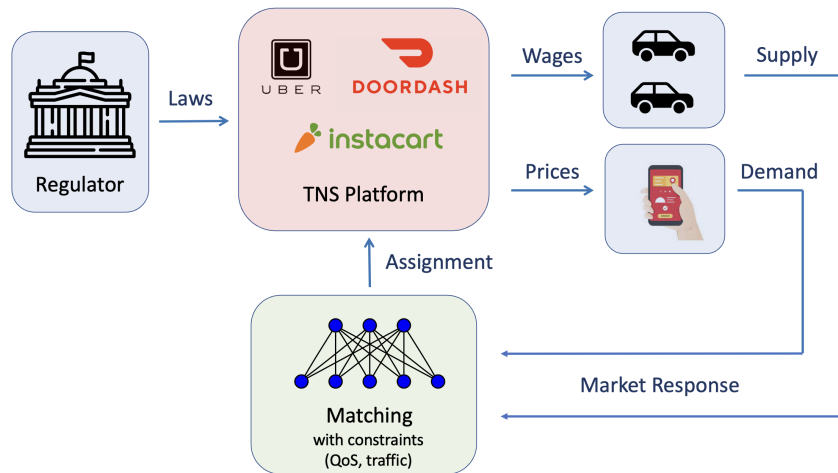 Regulator
Laws
U
UBER
DOORDASH
instacart
TNS Platform
Wages
Supply
Prices
Demand
Assignment
Matching
with constraints
(QoS, traffic)
Market Response